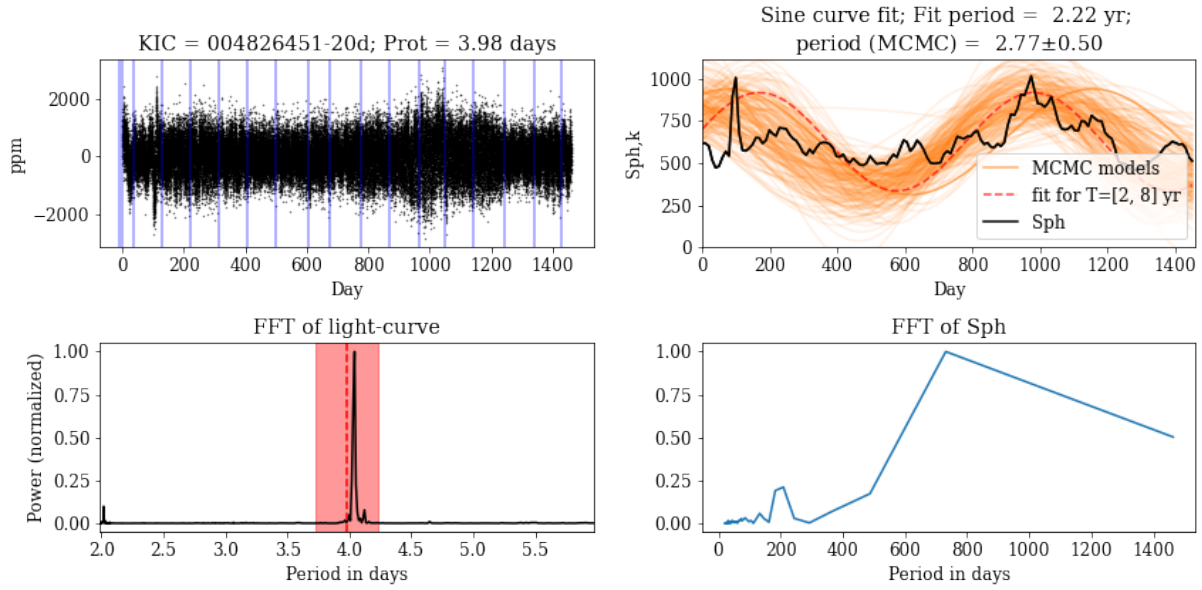 KIC = 004826451-20d; Prot = 3.98 days
2000
0
−2000
ppm
0 200 400 600 800 1000 1200 1400
Day
Sine curve fit; Fit period =  2.22 yr;
period (MCMC) =  2.77±0.50
1000
750
500
250
0
Sph,k
MCMC models
fit for T=[2, 8] yr
Sph
0 200 400 600 800 1000 1200 1400
Day
FFT of light-curve
1.00
0.75
0.50
0.25
0.00
Power (normalized)
2.0 2.5 3.0 3.5 4.0 4.5 5.0 5.5
Period in days
FFT of Sph
1.00
0.75
0.50
0.25
0.00
0 200 400 600 800 1000 1200 1400
Period in days